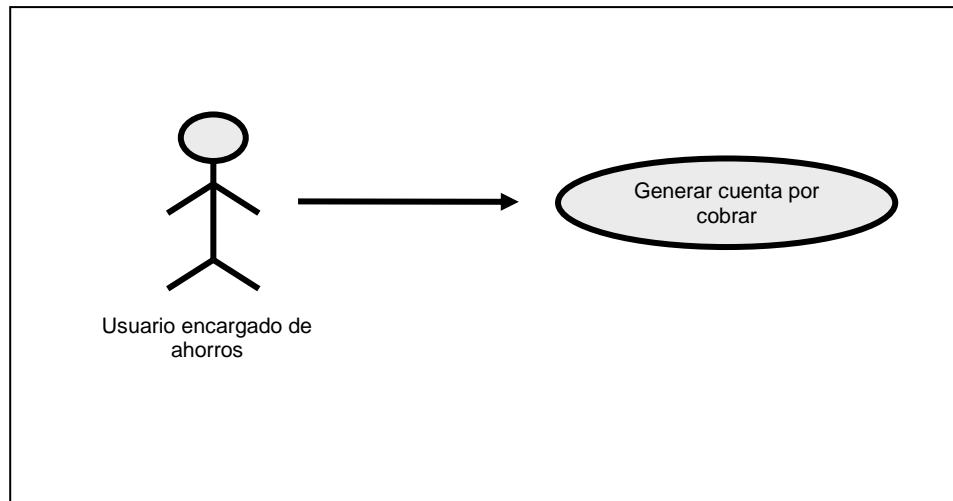 Generar cuenta por
cobrar
Usuario encargado de
ahorros